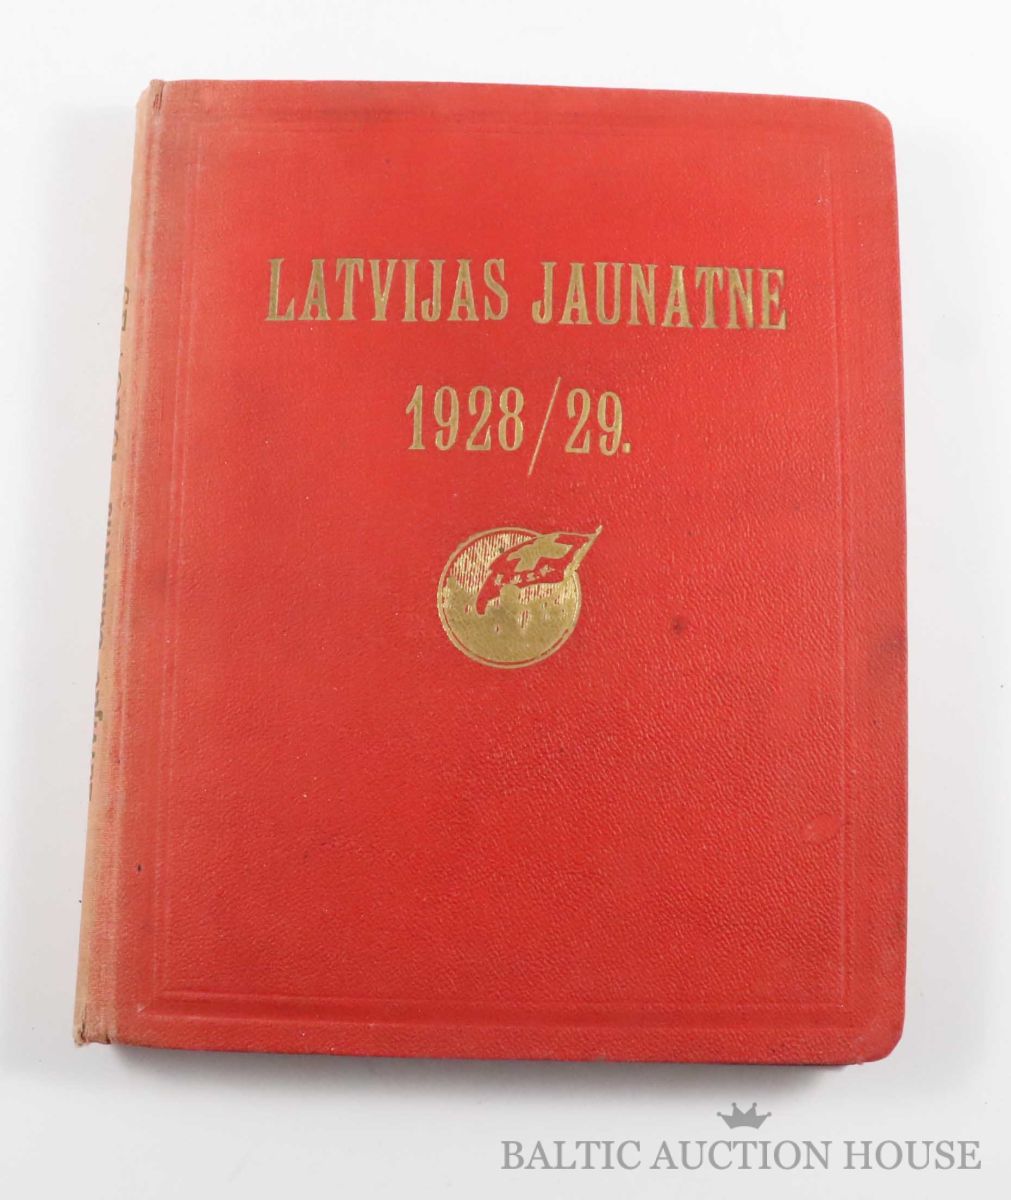 LATVIJAS JAUNATNE
1928/29.
BALTIC AUCTION HOUSE